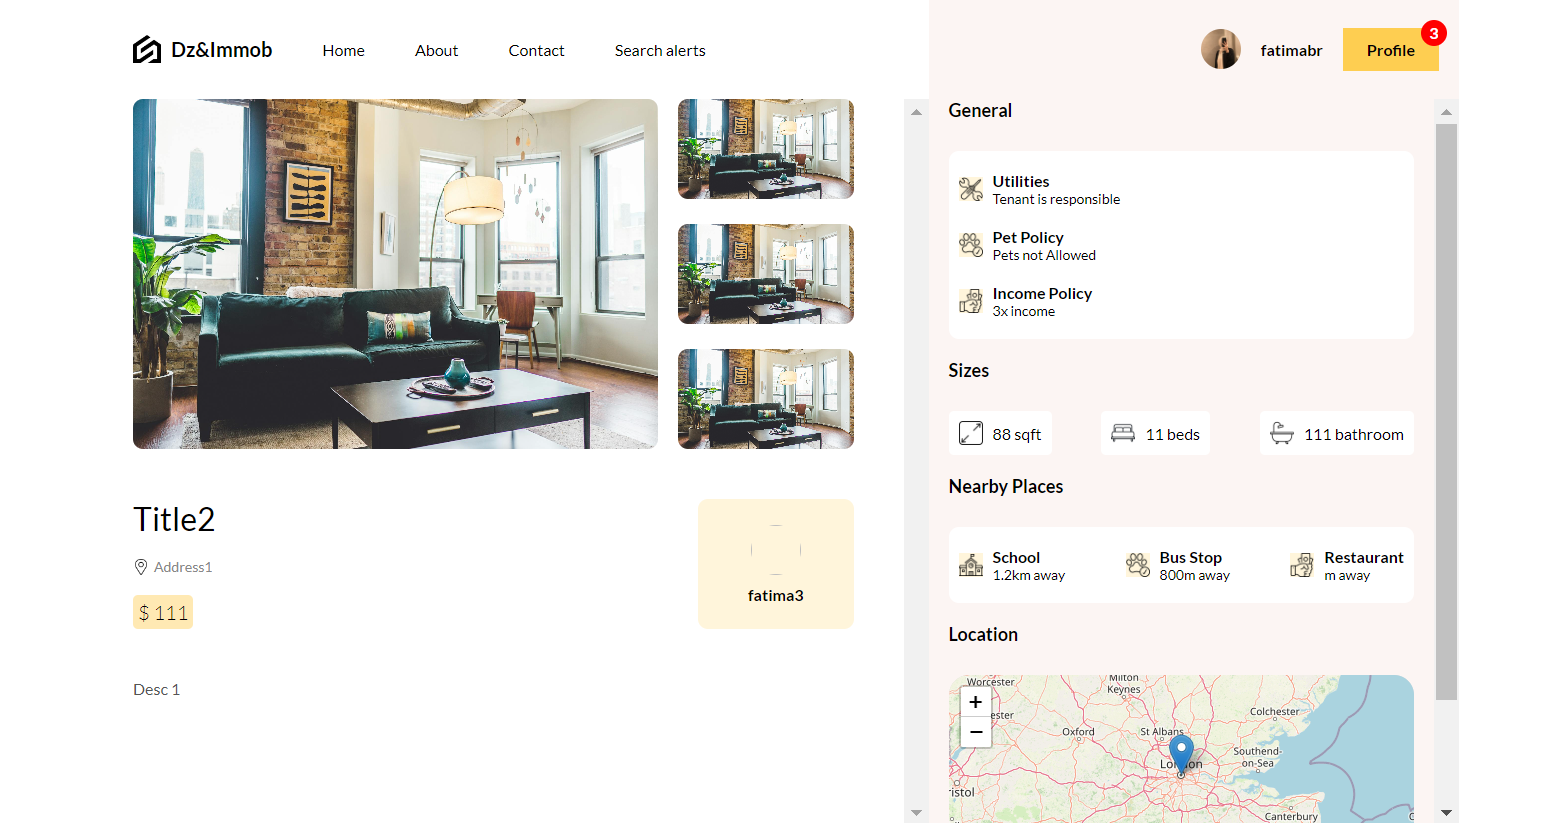 Dz&Immob
Home
About
Contact
Search alerts
fatimabr
Profile
3
Title2
Address1
$ 111
fatima3
Desc 1
General
Utilities
Tenant is responsible
Pet Policy
Pets not Allowed
Income Policy
3x income
Sizes
88 sqft
11 beds
111 bathroom
Nearby Places
School
1.2km away
Bus Stop
800m away
Restaurant
m away
Location
+
−
Worcester
Milton
Keynes
ester
Oxford
St Albans
Colchester
Southend-
on-Sea
ristol
Canterbury